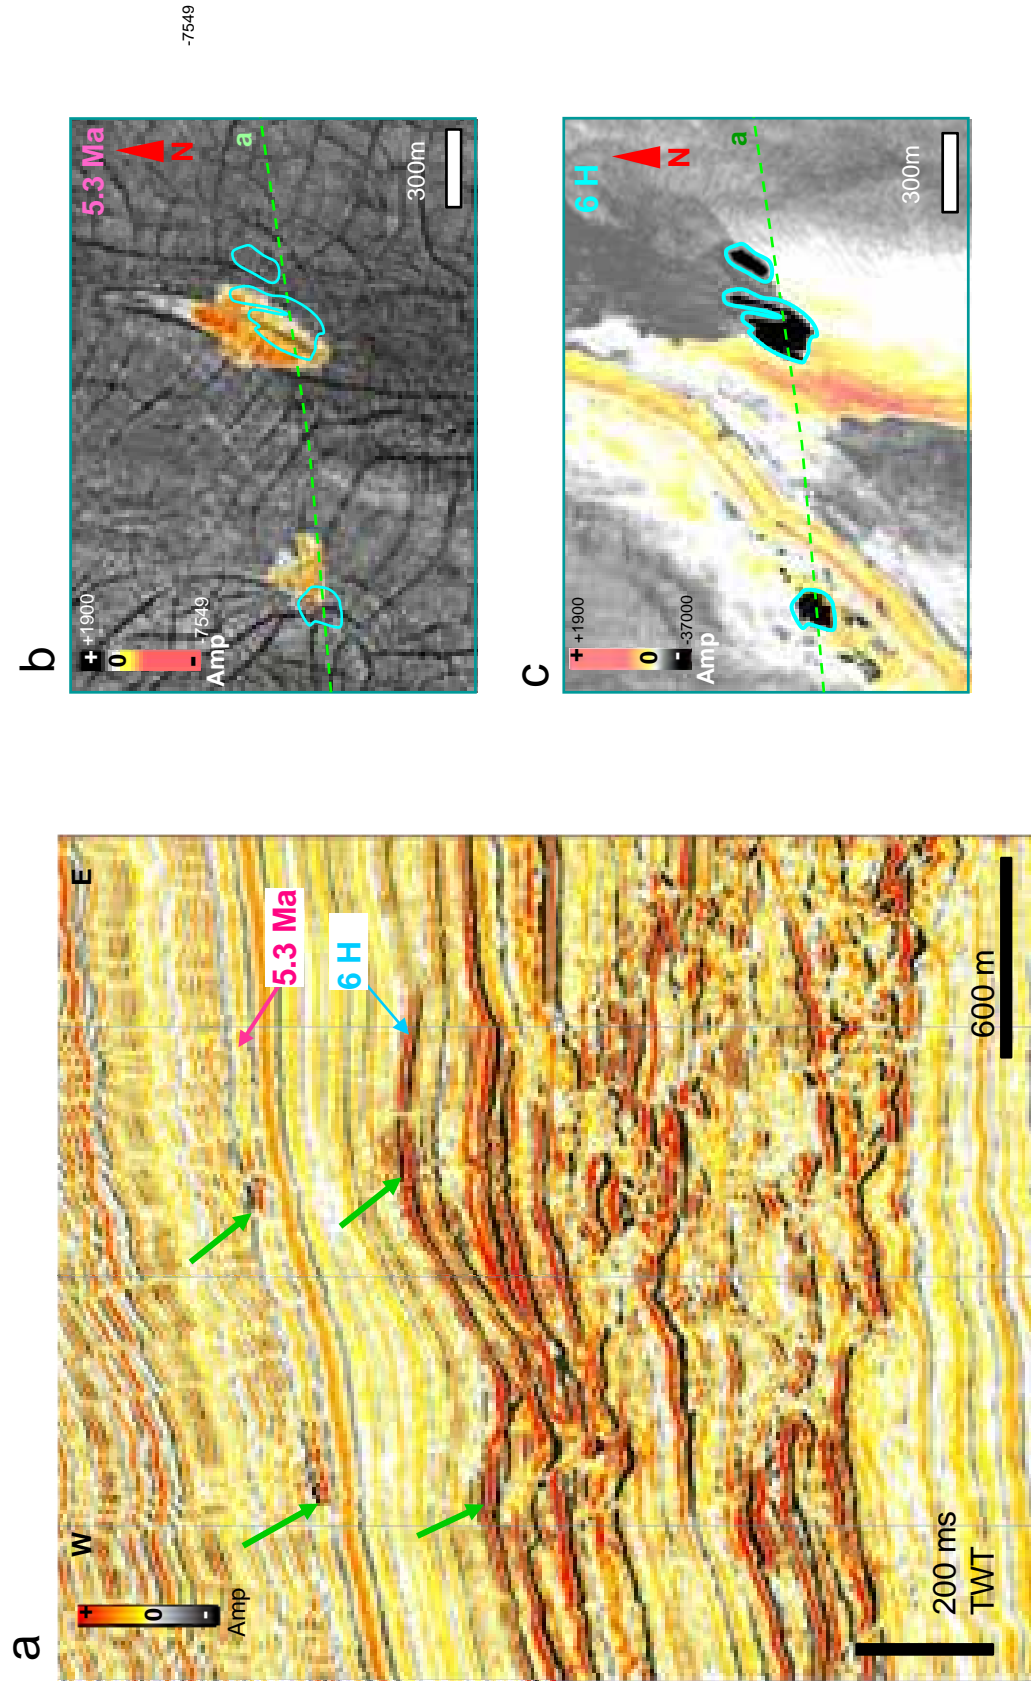 a
+
0
-
Amp
W
E
5.3 Ma
6 H
200 ms
TWT
600 m
b
+ +1900
0
- -7549
Amp
5.3 Ma
N
a
300m
-7549
c
+ +1900
0
- -37000
Amp
6 H
N
a
300m